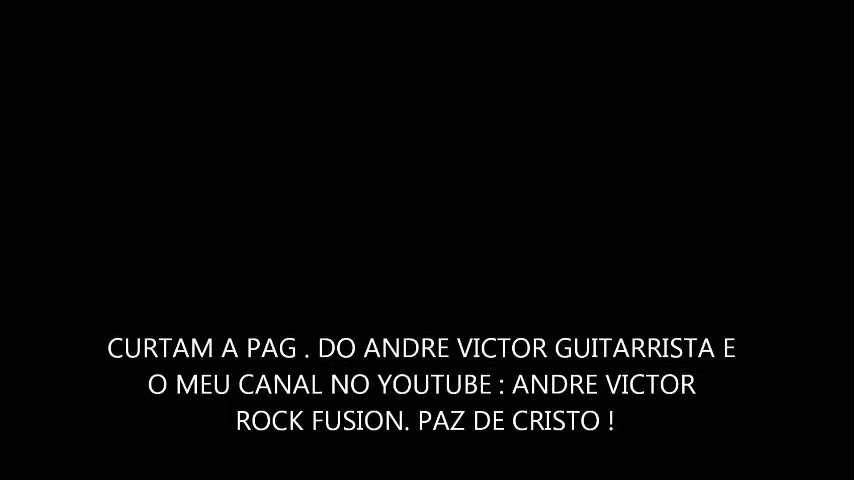 CURTAM A PAG . DO ANDRE VICTOR GUITARRISTA E
O MEU CANAL NO YOUTUBE : ANDRE VICTOR
ROCK FUSION. PAZ DE CRISTO !